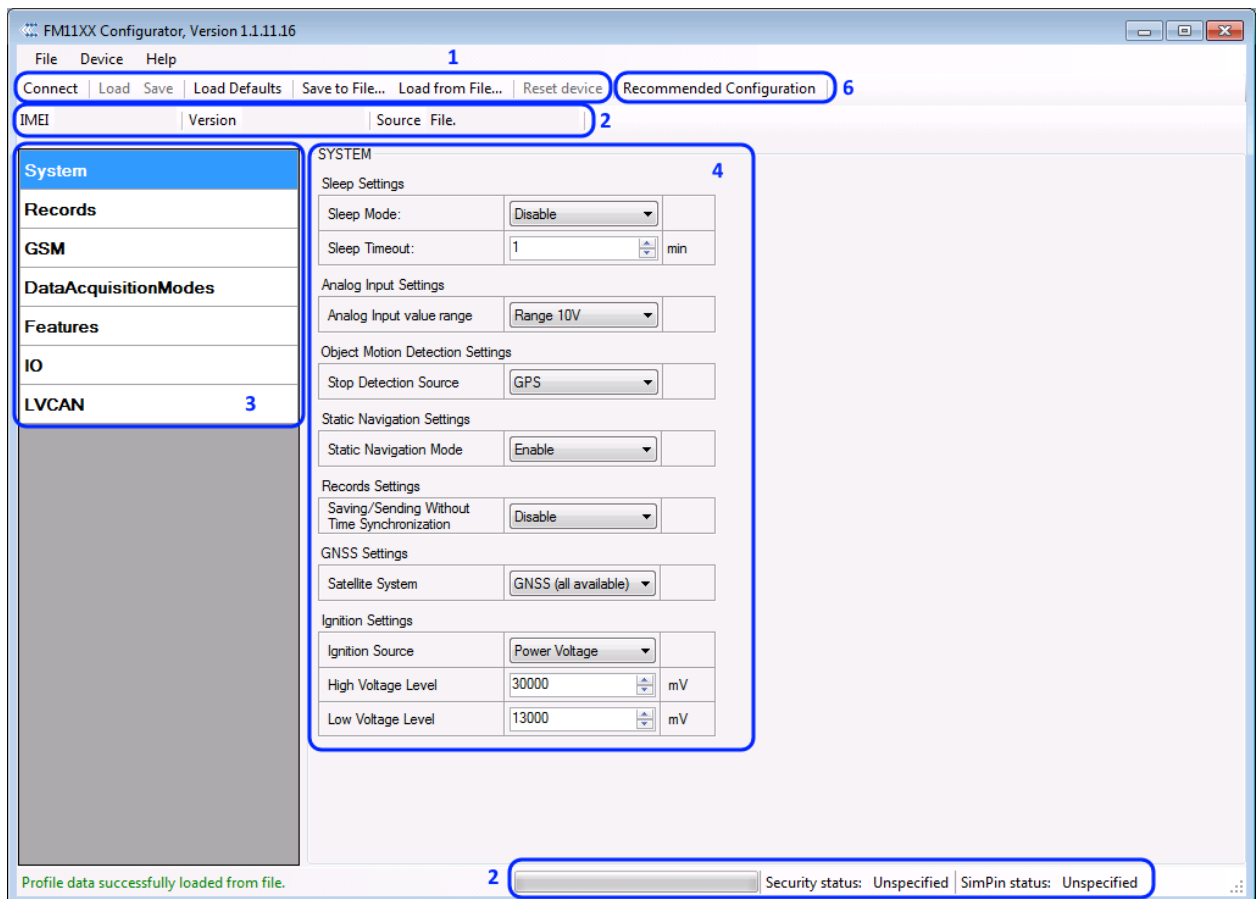 FM11XX Configurator, Version 1.1.11.16
File Device Help
1
Connect Load Save Load Defaults Save to File... Load from File... Reset device Recommended Configuration 6
IMEI Version Source File. 2
System
Records
GSM
DataAcquisitionModes
Features
IO
LVCAN 3
SYSTEM
4
Sleep Settings
Sleep Mode: Disable
Sleep Timeout: 1 min
Analog Input Settings
Analog Input value range Range 10V
Object Motion Detection Settings
Stop Detection Source GPS
Static Navigation Settings
Static Navigation Mode Enable
Records Settings
Saving/Sending Without
Time Synchronization Disable
GNSS Settings
Satellite System GNSS (all available)
Ignition Settings
Ignition Source Power Voltage
High Voltage Level 30000 mV
Low Voltage Level 13000 mV
Profile data successfully loaded from file. 2 Security status: Unspecified SimPin status: Unspecified